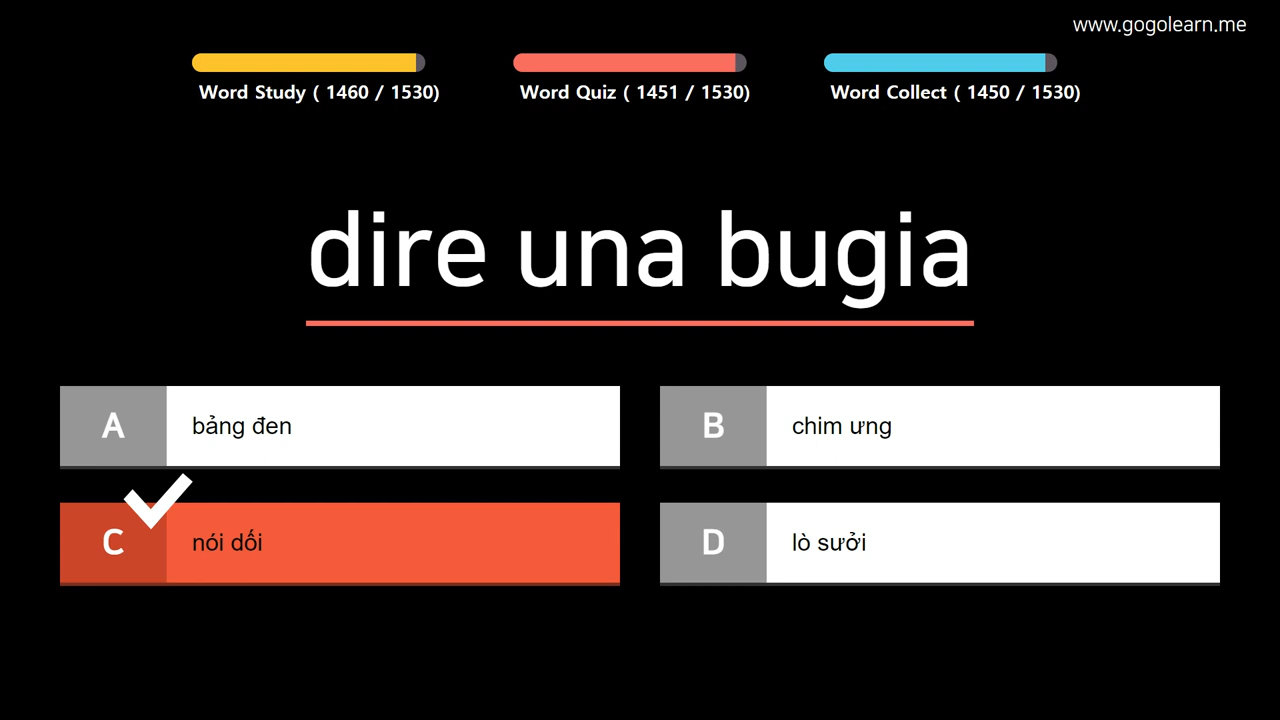 www.gogolearn.me
Word Study ( 1460 / 1530)
Word Quiz ( 1451 / 1530)
Word Collect ( 1450 / 1530)
dire una bugia
A
bảng đen
B
chim ưng
C
nói dối
D
lò sưởi